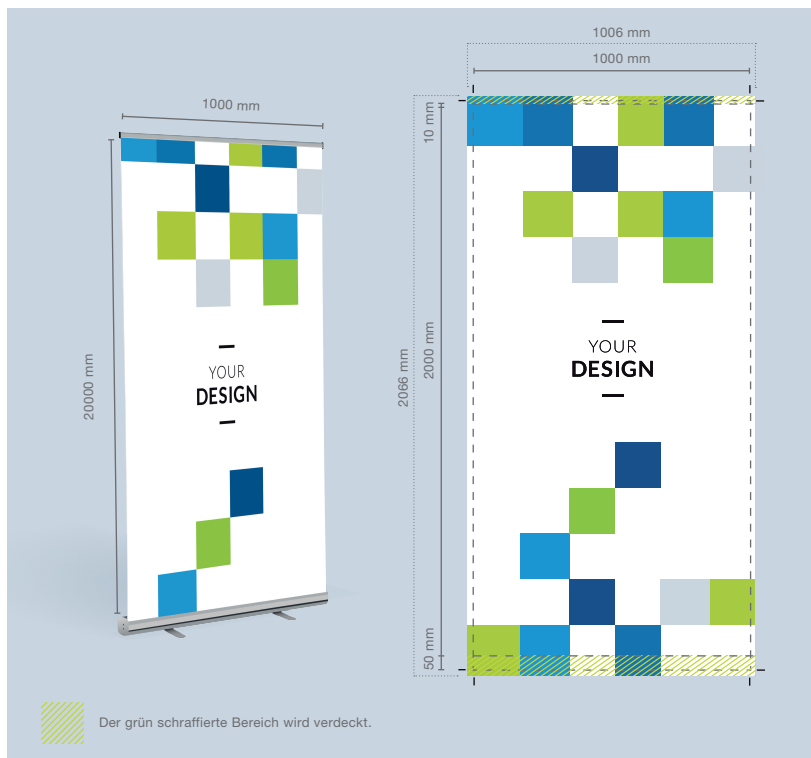 1000 mm
20000 mm
YOUR
DESIGN
1006 mm
1000 mm
10 mm
2066 mm
2000 mm
50 mm
YOUR
DESIGN
Der grün schraffierte Bereich wird verdeckt.